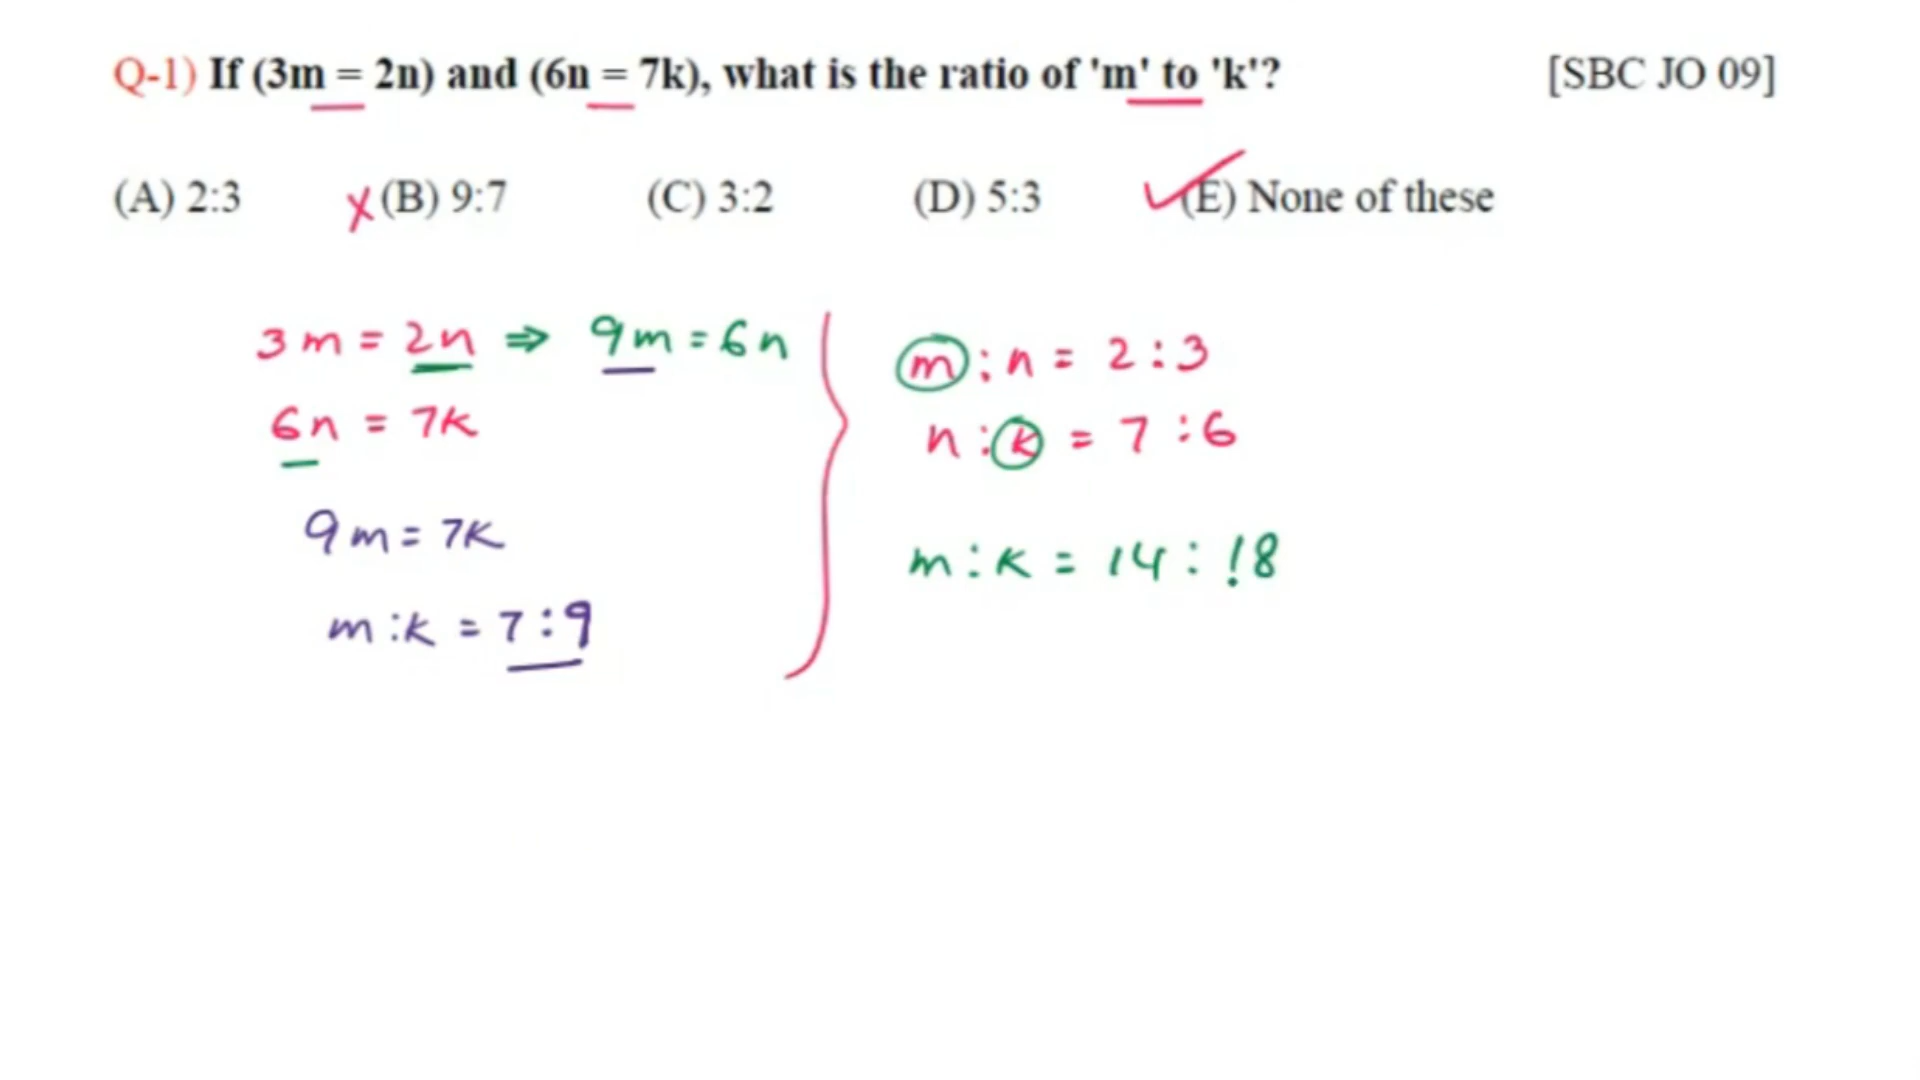 Q-1) If (3m = 2n) and (6n = 7k), what is the ratio of 'm' to 'k'? [SBC JO 09]
(A) 2:3 x (B) 9:7 (C) 3:2 (D) 5:3 ✓(E) None of these
3m = 2n ⇒ 9m = 6n
6n = 7k
9m = 7k
m:k = 7:9
m:n = 2:3
n:k = 7:6
m:k = 14:18